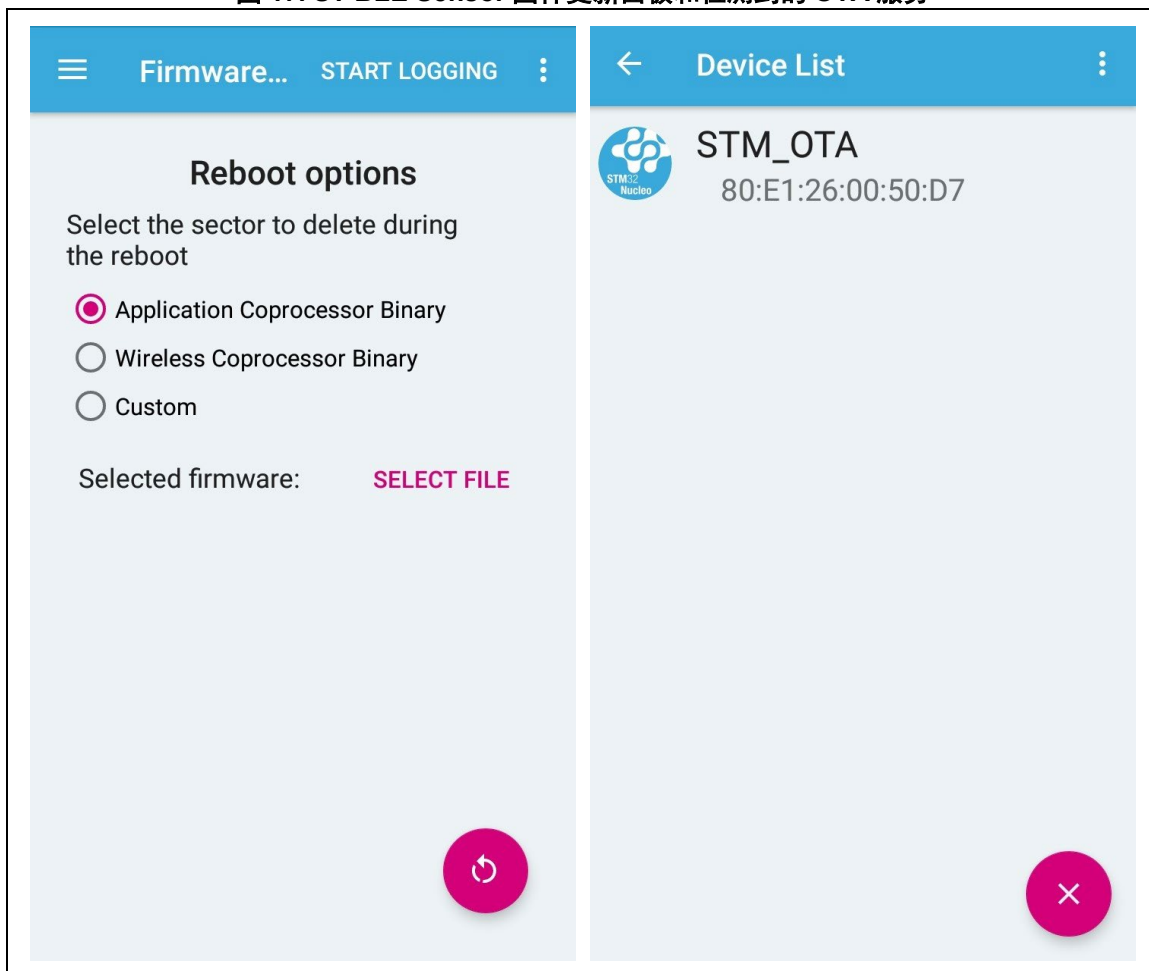 Firmware... START LOGGING
Reboot options
Select the sector to delete during
the reboot
Application Coprocessor Binary
Wireless Coprocessor Binary
Custom
Selected firmware: SELECT FILE
Device List
STM32
Nucleo
STM_OTA
80:E1:26:00:50:D7